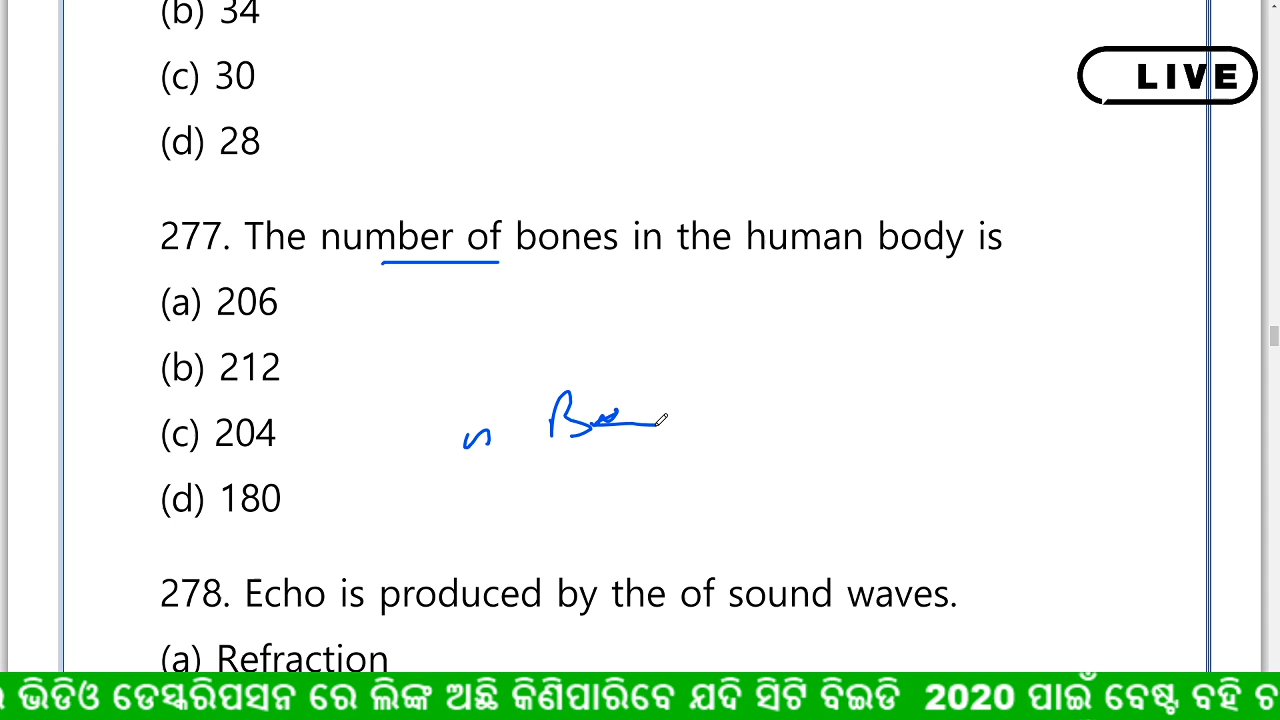 (b) 34
LIVE
(c) 30
(d) 28
277. The number of bones in the human body is
(a) 206
(b) 212
(c) 204
(d) 180
278. Echo is produced by the of sound waves.
(a) Refraction
ଭିଡିଓ ଡେସ୍କରିପସନ ରେ ଲିଙ୍କ ଅଛି କିଣିପାରିବେ ଯଦି ସିଟି ବିଇଡି 2020 ପାଇଁ ବେଷ୍ଟ ବହି